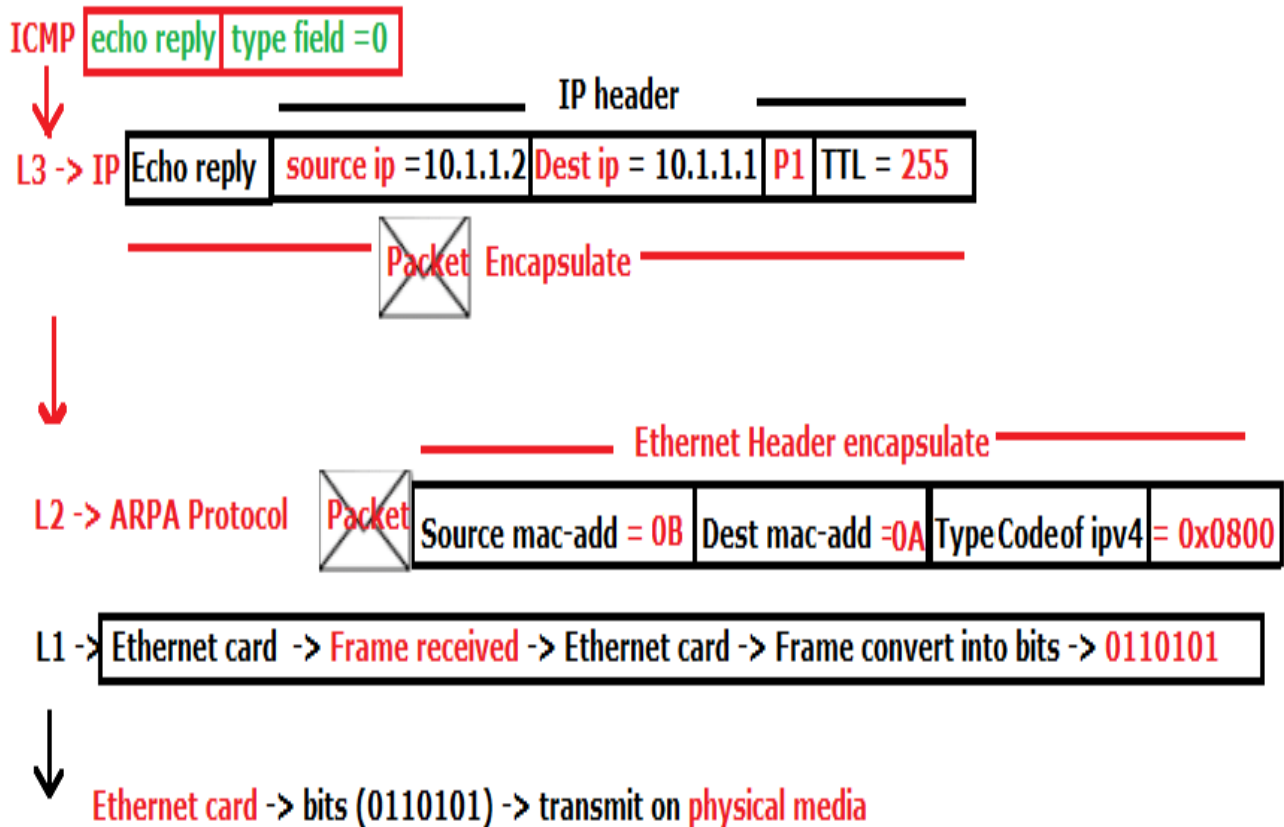 ICMP echo reply type field =0
IP header
L3 -> IP Echo reply source ip =10.1.1.2 Dest ip = 10.1.1.1 P1 TTL = 255
Packet Encapsulate
Ethernet Header encapsulate
L2 -> ARPA Protocol Packet Source mac-add = 0B Dest mac-add =0A Type Code of ipv4 = 0x0800
L1 -> Ethernet card -> Frame received -> Ethernet card -> Frame convert into bits -> 0110101
Ethernet card -> bits (0110101) -> transmit on physical media